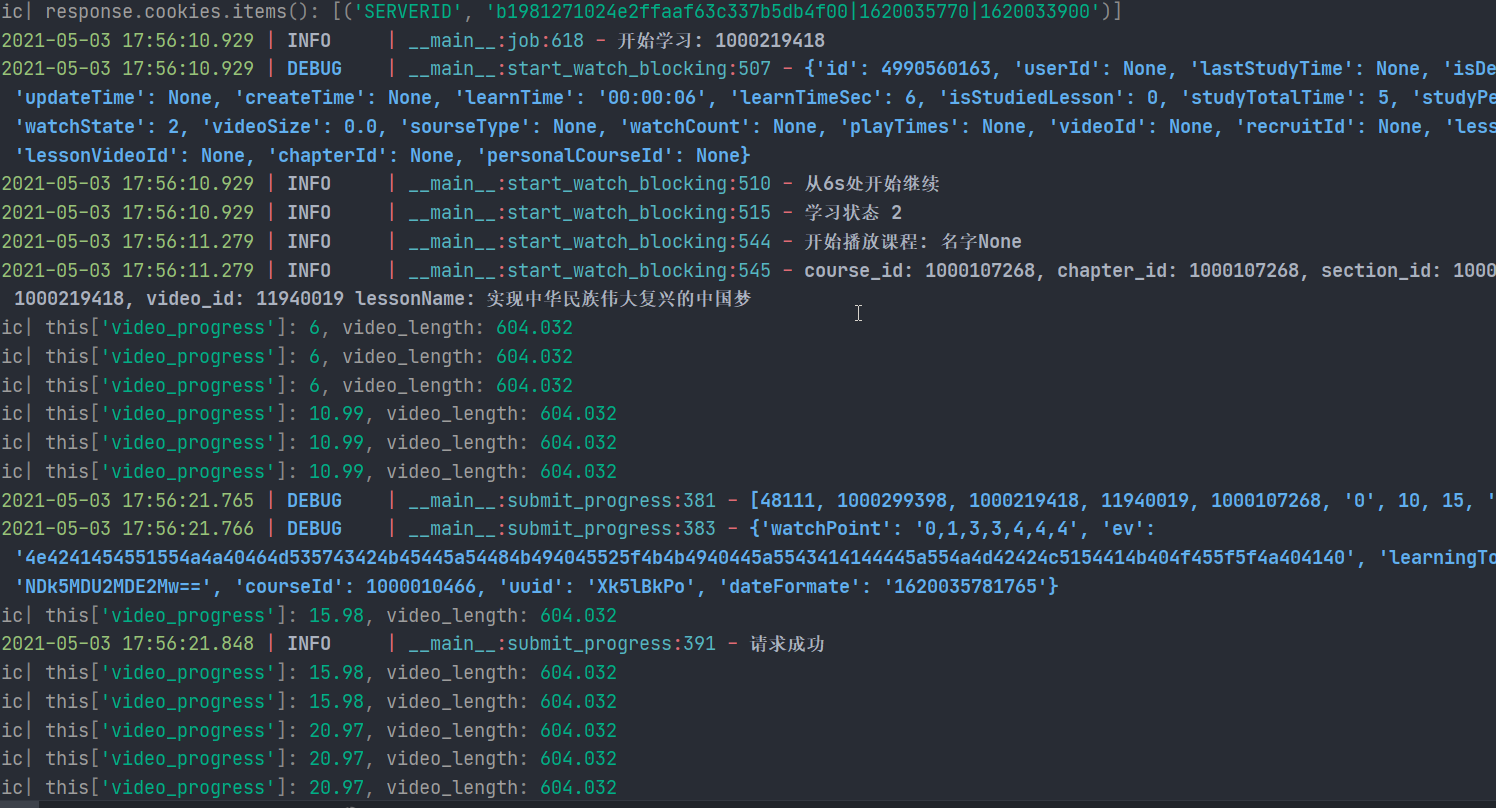 ic| response.cookies.items(): [('SERVERID', 'b1981271024e2ffaaf63c337b5db4f00|1620035770|1620033900')]
2021-05-03 17:56:10.929 | INFO     | __main__:job:618 - 开始学习: 1000219418
2021-05-03 17:56:10.929 | DEBUG    | __main__:start_watch_blocking:507 - {'id': 4990560163, 'userId': None, 'lastStudyTime': None, 'isDe
'updateTime': None, 'createTime': None, 'learnTime': '00:00:06', 'learnTimeSec': 6, 'isStudiedLesson': 0, 'studyTotalTime': 5, 'studyPe
'watchState': 2, 'videoSize': 0.0, 'sourseType': None, 'watchCount': None, 'playTimes': None, 'videoId': None, 'recruitId': None, 'less
'lessonVideoId': None, 'chapterId': None, 'personalCourseId': None}
2021-05-03 17:56:10.929 | INFO     | __main__:start_watch_blocking:510 - 从6s处开始继续
2021-05-03 17:56:10.929 | INFO     | __main__:start_watch_blocking:515 - 学习状态 2
2021-05-03 17:56:11.279 | INFO     | __main__:start_watch_blocking:544 - 开始播放课程: 名字None
2021-05-03 17:56:11.279 | INFO     | __main__:start_watch_blocking:545 - course_id: 1000107268, chapter_id: 1000107268, section_id: 1000
1000219418, video_id: 11940019 lessonName: 实现中华民族伟大复兴的中国梦
ic| this['video_progress']: 6, video_length: 604.032
ic| this['video_progress']: 6, video_length: 604.032
ic| this['video_progress']: 6, video_length: 604.032
ic| this['video_progress']: 10.99, video_length: 604.032
ic| this['video_progress']: 10.99, video_length: 604.032
ic| this['video_progress']: 10.99, video_length: 604.032
2021-05-03 17:56:21.765 | DEBUG    | __main__:submit_progress:381 - [48111, 1000299398, 1000219418, 11940019, 1000107268, '0', 10, 15, '
2021-05-03 17:56:21.766 | DEBUG    | __main__:submit_progress:383 - {'watchPoint': '0,1,3,3,4,4,4', 'ev':
'4e4241454551554a4a40464d535743424b45445a54484b494045525f4b4b4940445a5543414144445a554a4d42424c5154414b404f455f5f4a404140', 'learningTo
'NDk5MDU2MDE2Mw==', 'courseId': 1000010466, 'uuid': 'Xk5lBkPo', 'dateFormate': '1620035781765'}
ic| this['video_progress']: 15.98, video_length: 604.032
2021-05-03 17:56:21.848 | INFO     | __main__:submit_progress:391 - 请求成功
ic| this['video_progress']: 15.98, video_length: 604.032
ic| this['video_progress']: 15.98, video_length: 604.032
ic| this['video_progress']: 20.97, video_length: 604.032
ic| this['video_progress']: 20.97, video_length: 604.032
ic| this['video_progress']: 20.97, video_length: 604.032